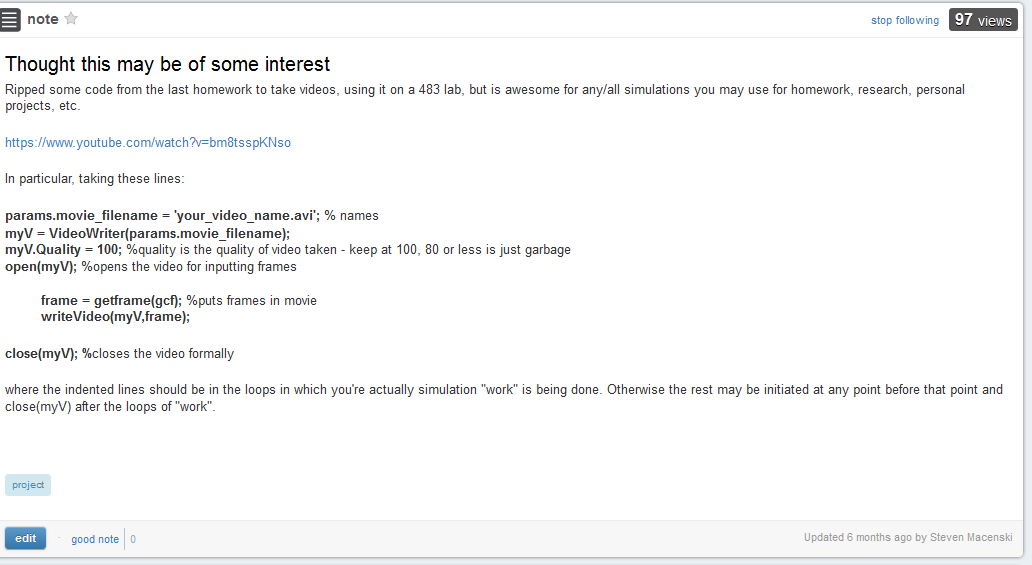 note
stop following
97 views
Thought this may be of some interest
Ripped some code from the last homework to take videos, using it on a 483 lab, but is awesome for any/all simulations you may use for homework, research, personal
projects, etc.
https://www.youtube.com/watch?v=bm8tsspKNso
In particular, taking these lines:
params.movie_filename = 'your_video_name.avi'; % names
myV = VideoWriter(params.movie_filename);
myV.Quality = 100; %quality is the quality of video taken - keep at 100, 80 or less is just garbage
open(myV); %opens the video for inputting frames
frame = getframe(gcf); %puts frames in movie
writeVideo(myV,frame);
close(myV); %closes the video formally
where the indented lines should be in the loops in which you're actually simulation "work" is being done. Otherwise the rest may be initiated at any point before that point and
close(myV) after the loops of "work".
project
edit
good note
0
Updated 6 months ago by Steven Macenski